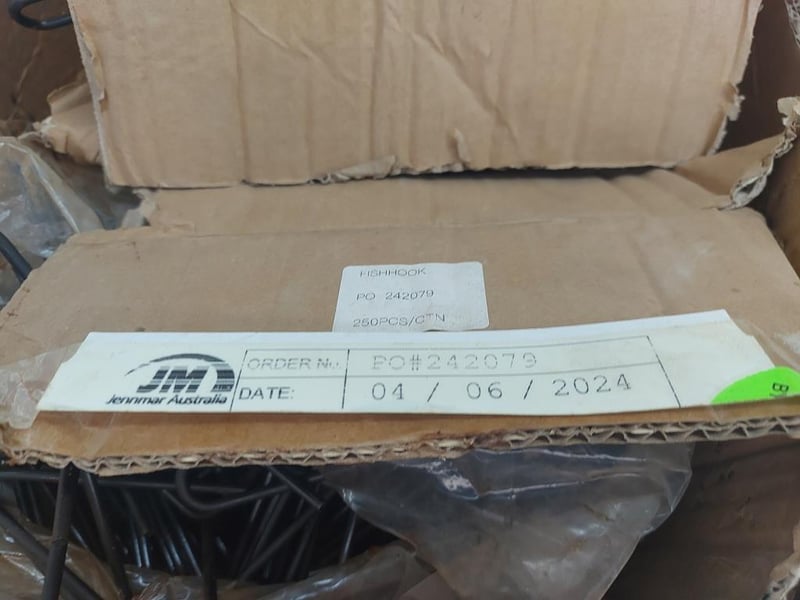 FISHHOOK
PO 242079
250PCS/CTN
JM
Jennmar Australia
ORDER No.: PO#242079
DATE: 04 / 06 / 2024